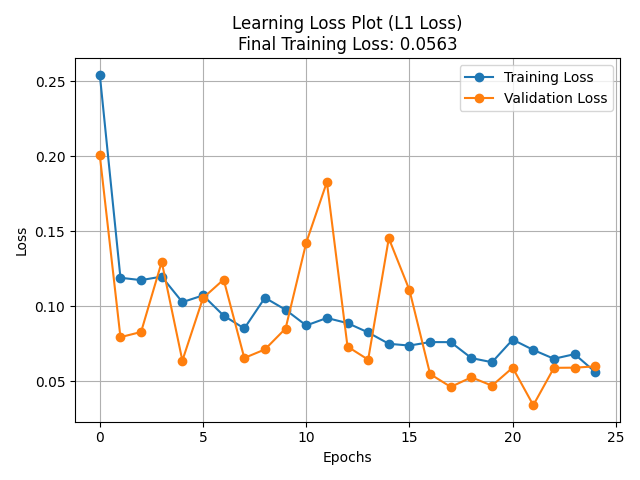 Learning Loss Plot (L1 Loss)
Final Training Loss: 0.0563
Training Loss
Validation Loss
0.25
0.20
0.15
0.10
0.05
Loss
0 5 10 15 20 25
Epochs